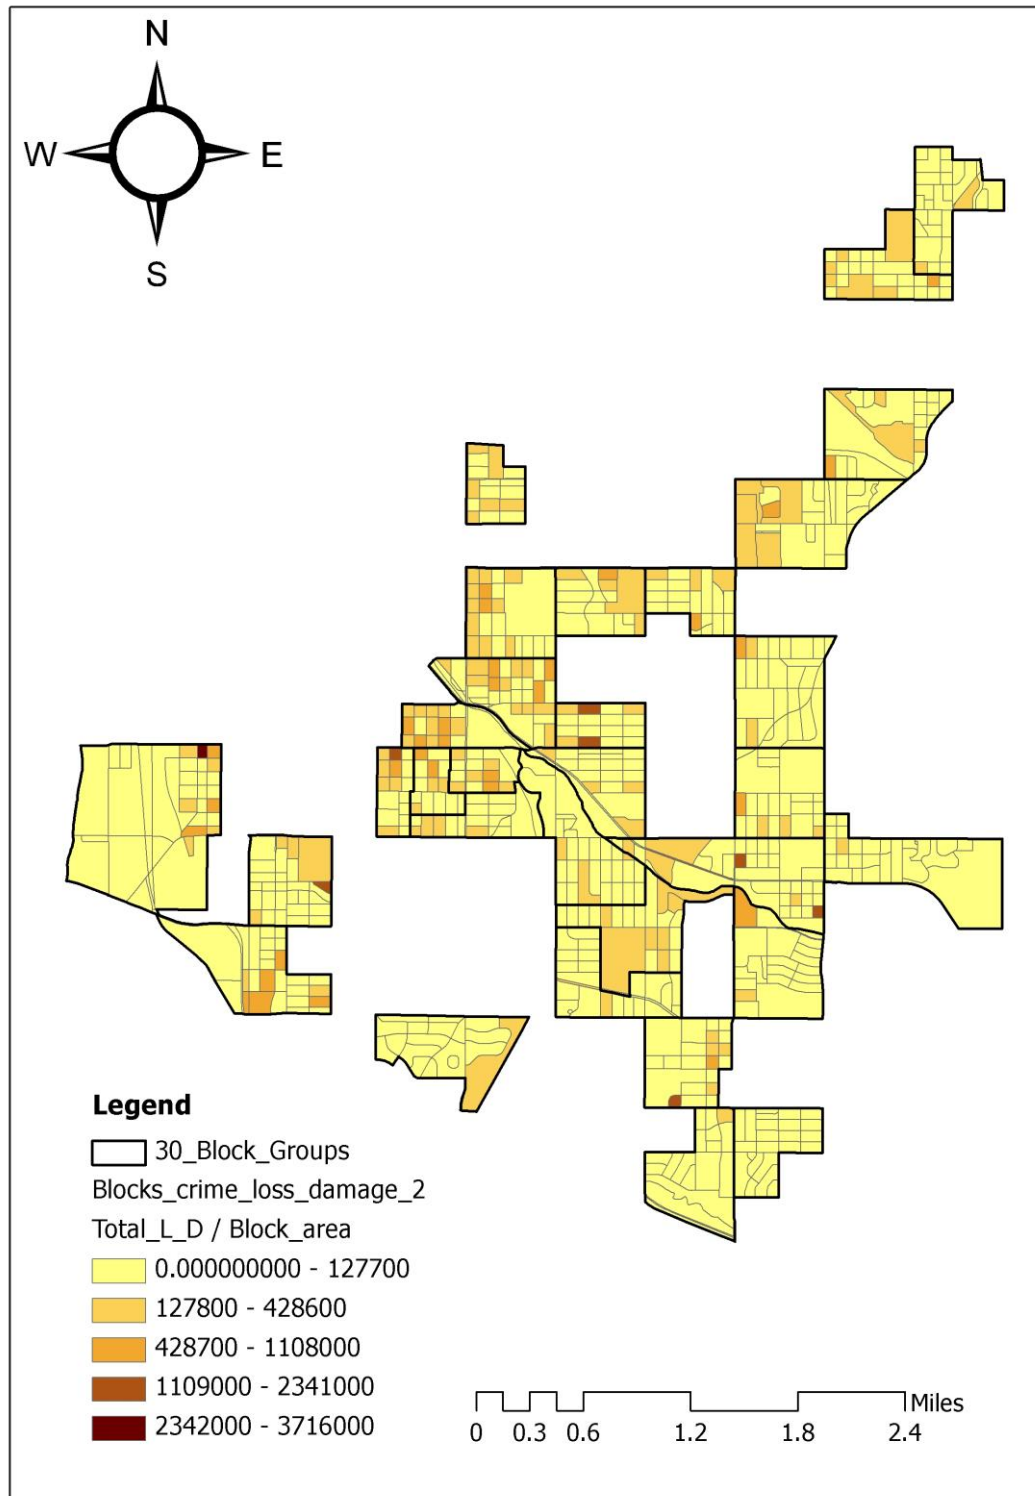 N
W E
S
Legend
30_Block_Groups
Blocks_crime_loss_damage_2
Total_L_D / Block_area
0.000000000 - 127700
127800 - 428600
428700 - 1108000
1109000 - 2341000
2342000 - 3716000
Miles
0 0.3 0.6 1.2 1.8 2.4